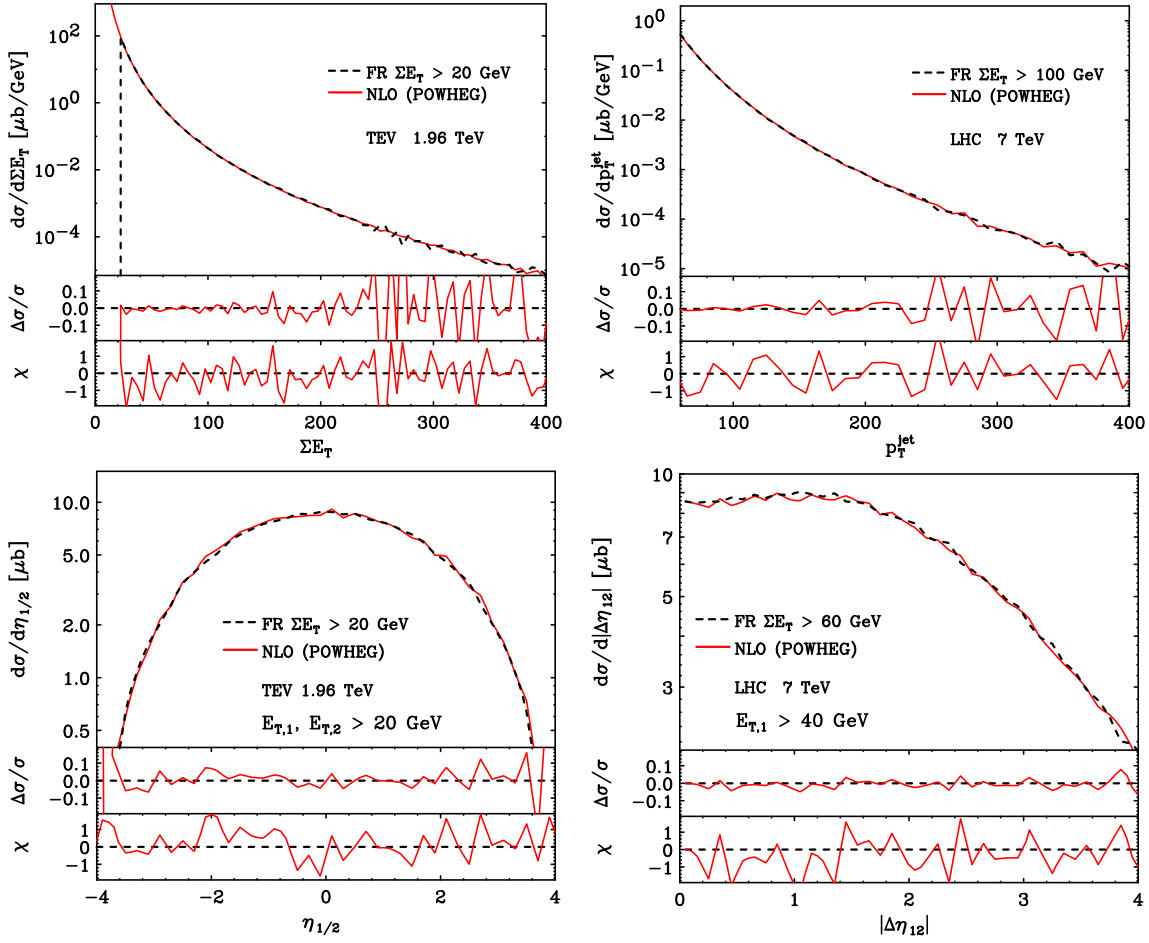 dσ/dΣE_T [μb/GeV]
10^2
10^0
10^−2
10^−4
FR ΣE_T > 20 GeV
NLO (POWHEG)
TEV 1.96 TeV
Δσ/σ
0.1
0.0
−0.1
χ
1
0
−1
0 100 200 300 400
ΣE_T
dσ/dp_T^jet [μb/GeV]
10^0
10^−1
10^−2
10^−3
10^−4
10^−5
FR ΣE_T > 100 GeV
NLO (POWHEG)
LHC 7 TeV
Δσ/σ
0.1
0.0
−0.1
χ
1
0
−1
100 200 300 400
p_T^jet
dσ/dη_1/2 [μb]
10.0
5.0
2.0
1.0
0.5
FR ΣE_T > 20 GeV
NLO (POWHEG)
TEV 1.96 TeV
E_T,1, E_T,2 > 20 GeV
Δσ/σ
0.1
0.0
−0.1
χ
1
0
−1
−4 −2 0 2 4
η_1/2
dσ/d|Δη_12| [μb]
10
7
5
3
FR ΣE_T > 60 GeV
NLO (POWHEG)
LHC 7 TeV
E_T,1 > 40 GeV
Δσ/σ
0.1
0.0
−0.1
χ
1
0
−1
0 1 2 3 4
|Δη_12|